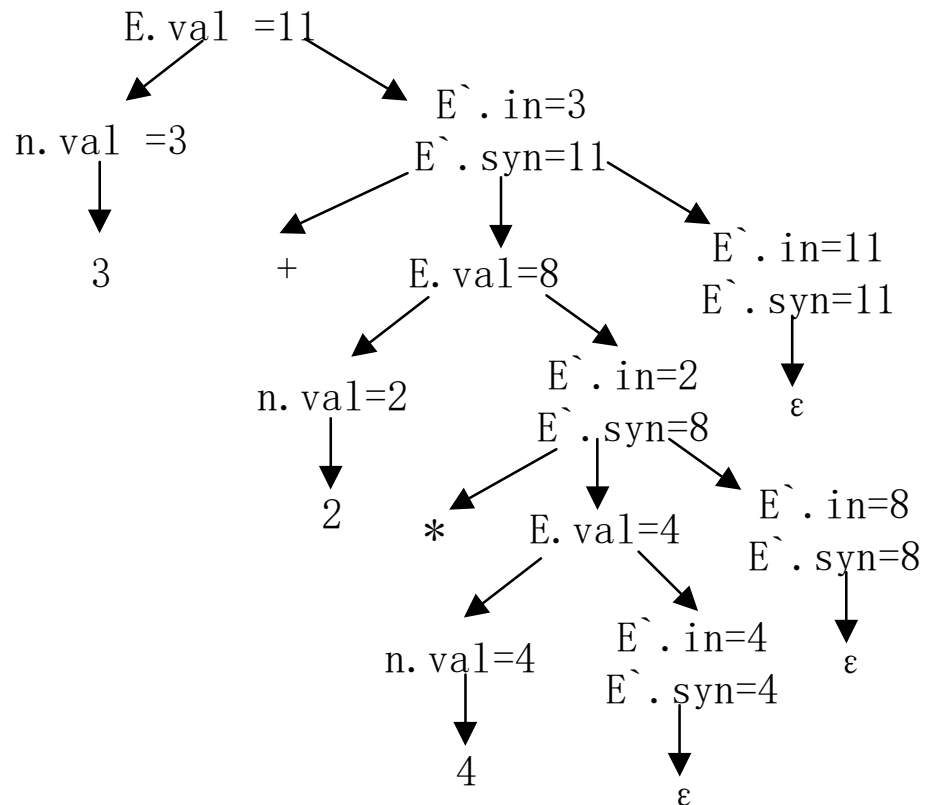 E.val =11
E`.in=3
n.val =3
E`.syn=11
E`.in=11
3
+
E.val=8
E`.syn=11
E`.in=2
n.val=2
ε
E`.syn=8
E`.in=8
2
*
E.val=4
E`.syn=8
E`.in=4
n.val=4
ε
E`.syn=4
4
ε